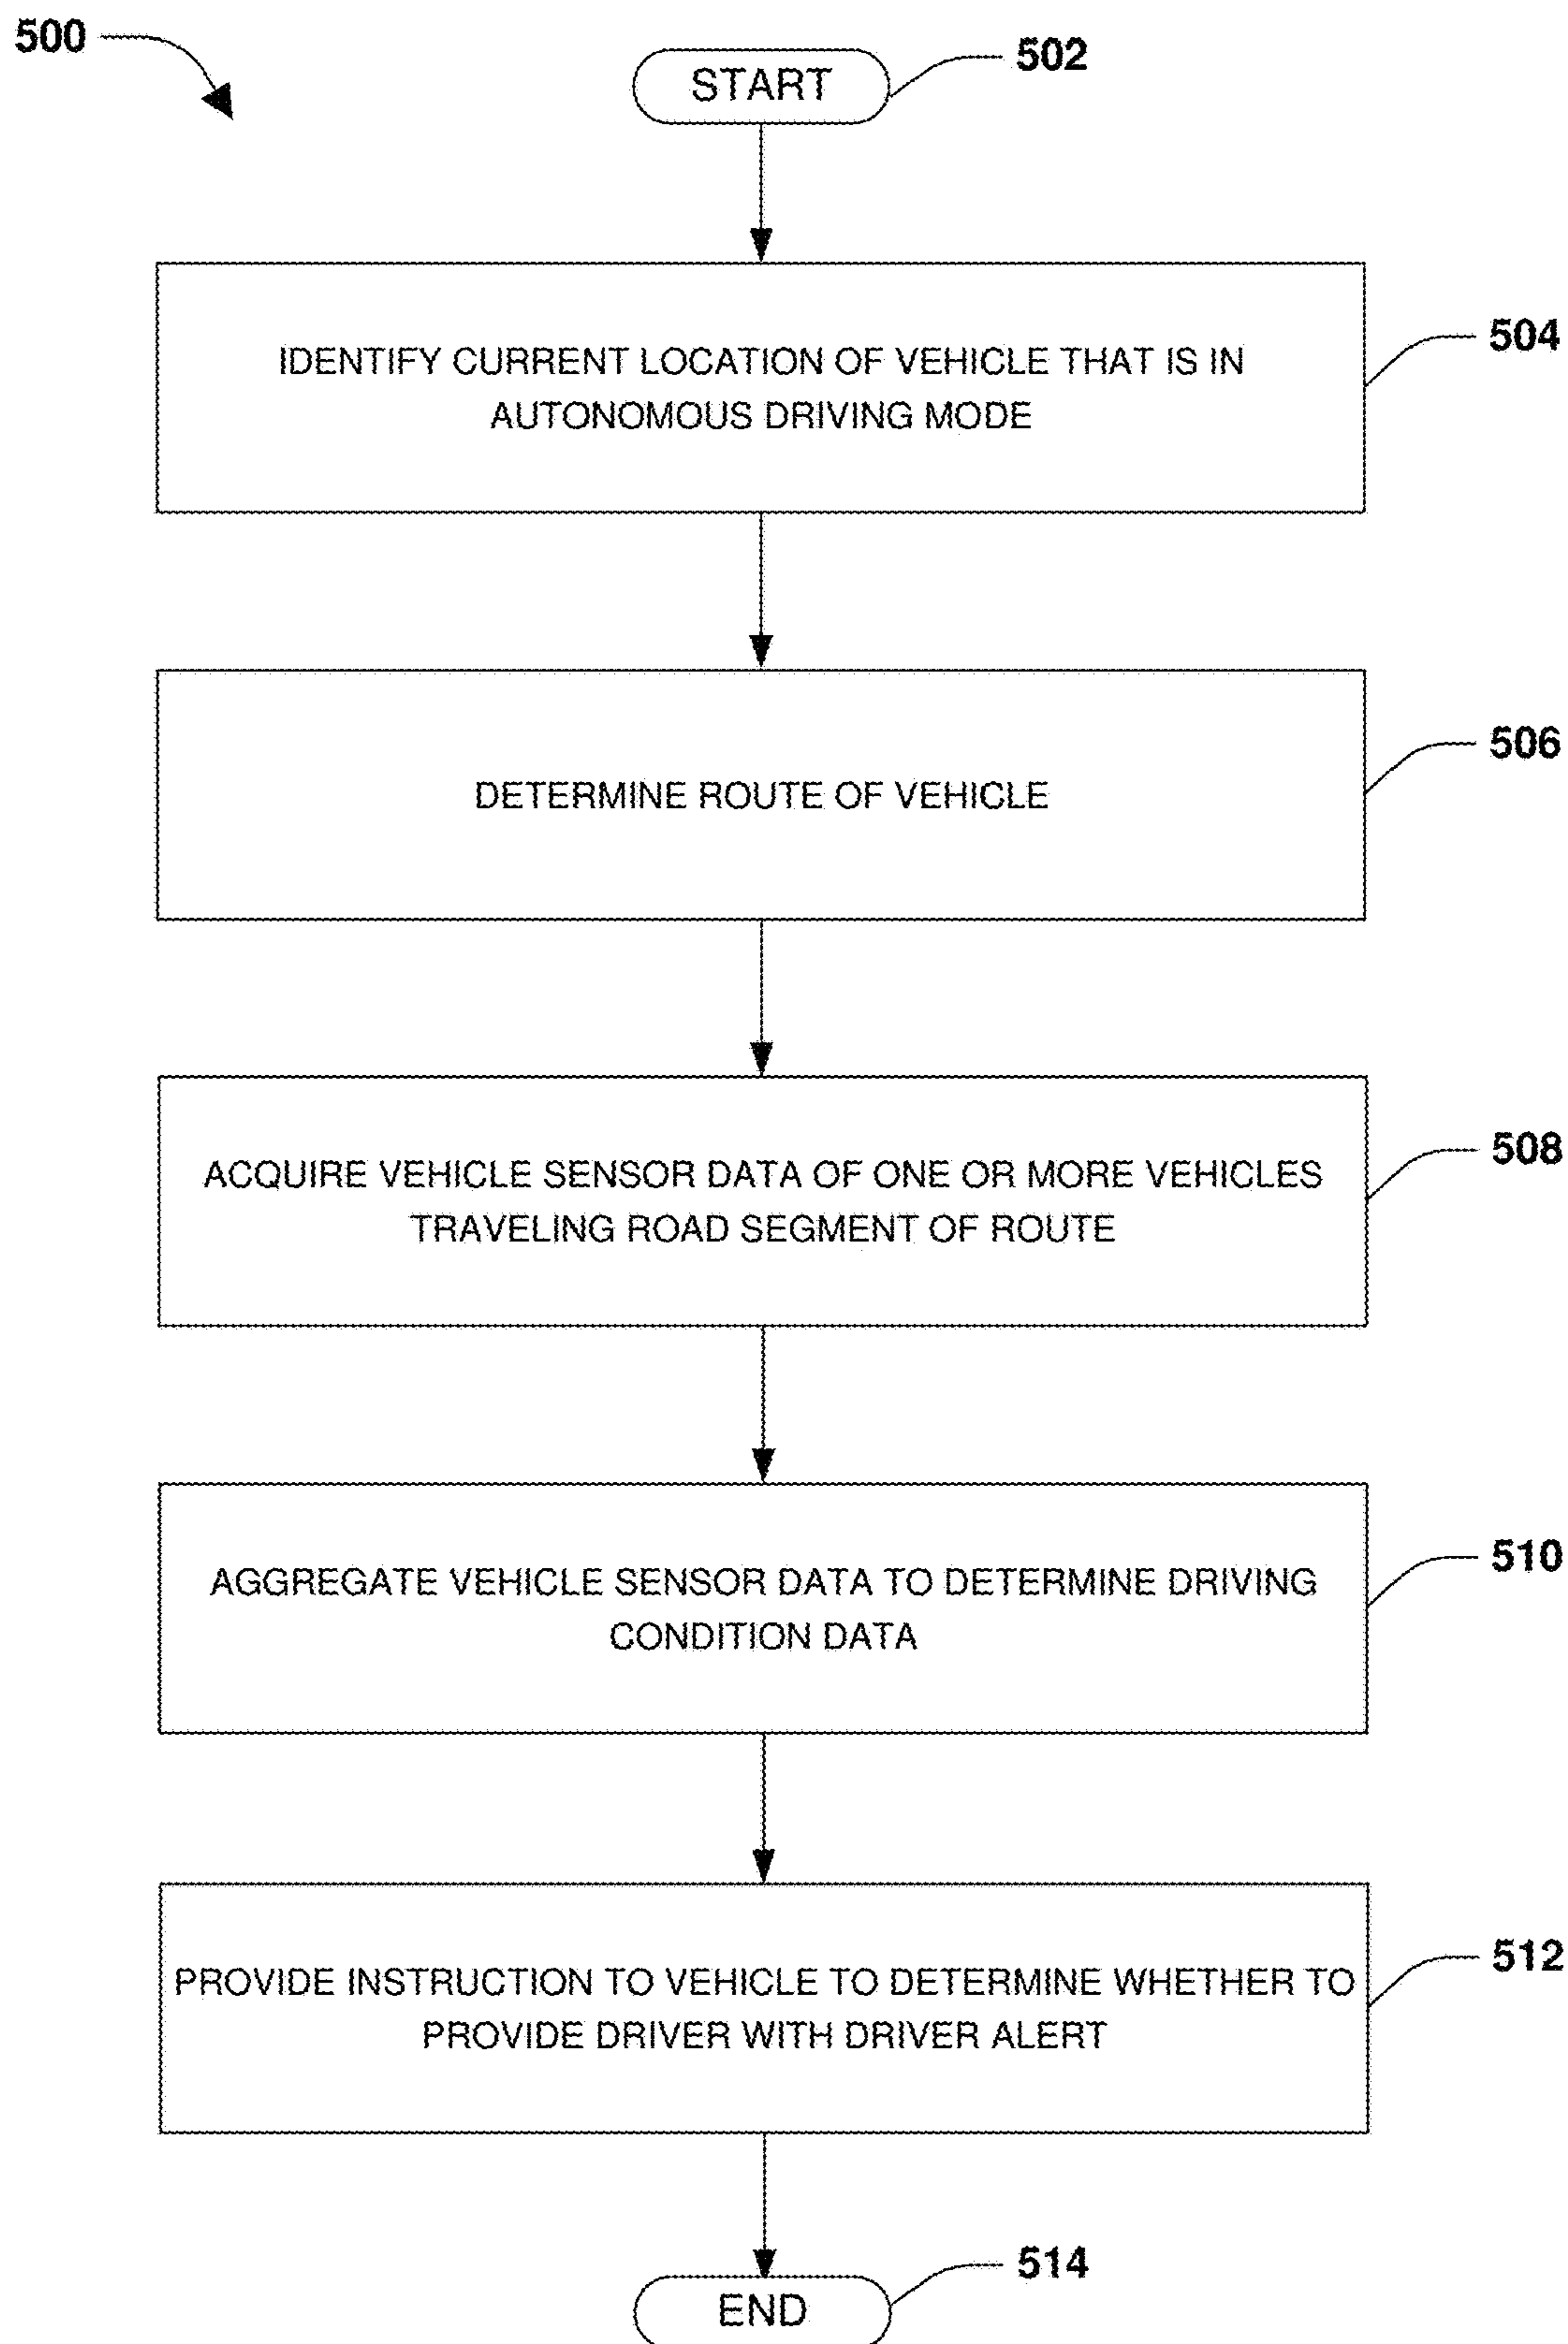 500
START
502
IDENTIFY CURRENT LOCATION OF VEHICLE THAT IS IN
AUTONOMOUS DRIVING MODE
504
DETERMINE ROUTE OF VEHICLE
506
ACQUIRE VEHICLE SENSOR DATA OF ONE OR MORE VEHICLES
TRAVELING ROAD SEGMENT OF ROUTE
508
AGGREGATE VEHICLE SENSOR DATA TO DETERMINE DRIVING
CONDITION DATA
510
PROVIDE INSTRUCTION TO VEHICLE TO DETERMINE WHETHER TO
PROVIDE DRIVER WITH DRIVER ALERT
512
END
514